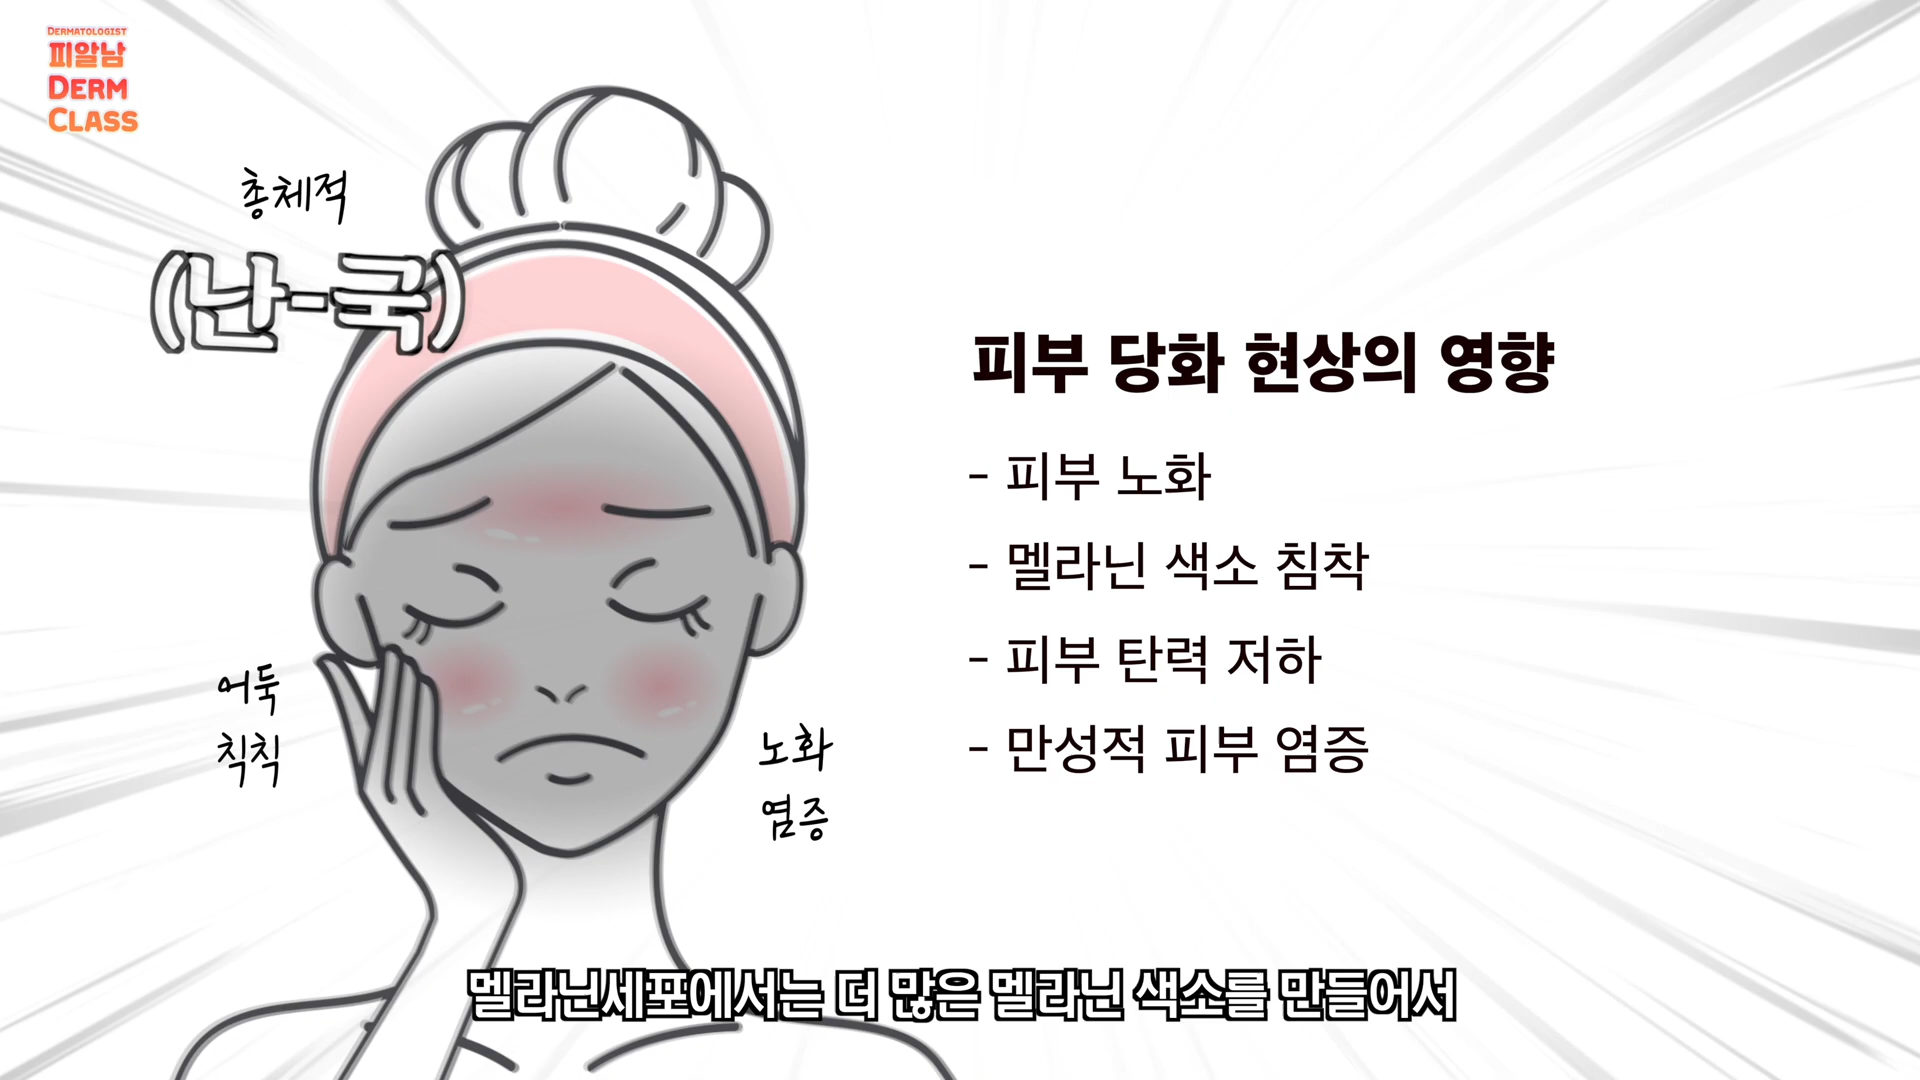 DERMATOLOGIST
피알남
DERM
CLASS
총체적
(난-국)
피부 당화 현상의 영향
- 피부 노화
- 멜라닌 색소 침착
- 피부 탄력 저하
- 만성적 피부 염증
어둑
칙칙
노화
염증
멜라닌세포에서는 더 많은 멜라닌 색소를 만들어서